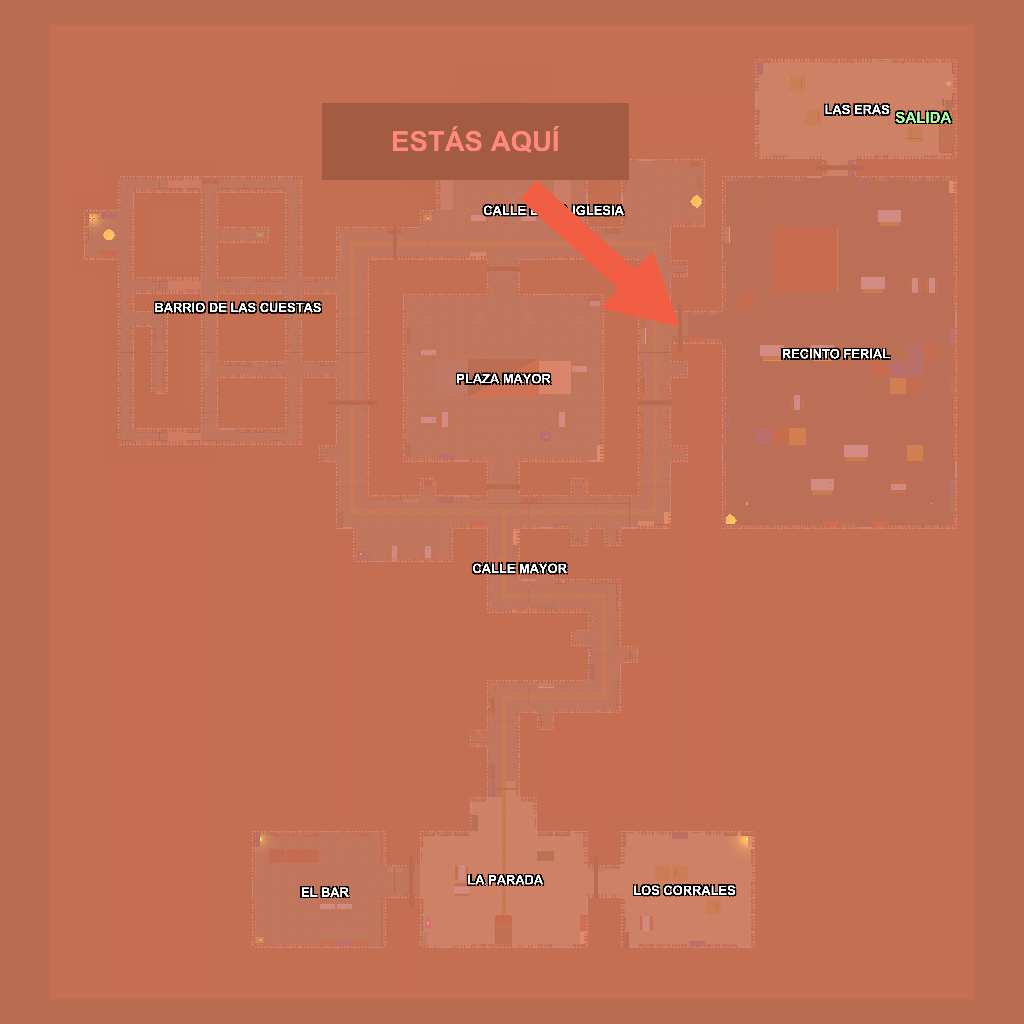 LAS ERAS
SALIDA
ESTÁS AQUÍ
CALLE IGLESIA
BARRIO DE LAS CUESTAS
RECINTO FERIAL
PLAZA MAYOR
CALLE MAYOR
EL BAR
LA PARADA
LOS CORRALES